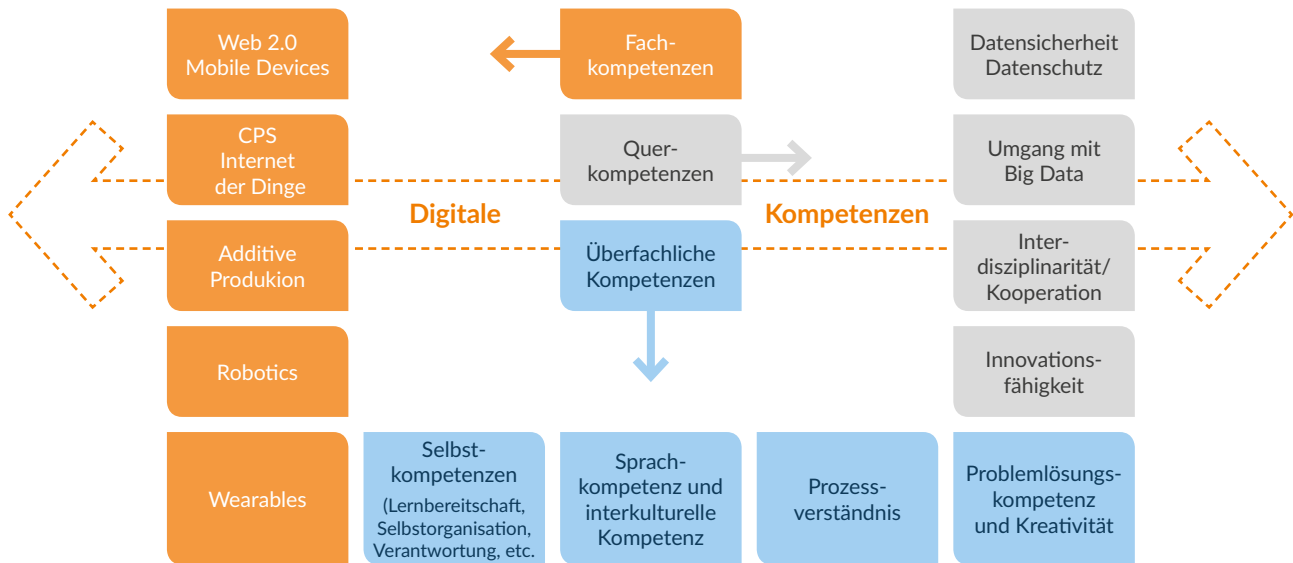 Web 2.0
Mobile Devices
Fach-
kompetenzen
Datensicherheit
Datenschutz
CPS
Internet
der Dinge
Quer-
kompetenzen
Umgang mit
Big Data
Digitale
Kompetenzen
Additive
Produkion
Überfachliche
Kompetenzen
Inter-
disziplinarität/
Kooperation
Robotics
Innovations-
fähigkeit
Wearables
Selbst-
kompetenzen
(Lernbereitschaft,
Selbstorganisation,
Verantwortung, etc.
Sprach-
kompetenz und
interkulturelle
Kompetenz
Prozess-
verständnis
Problemlösungs-
kompetenz
und Kreativität